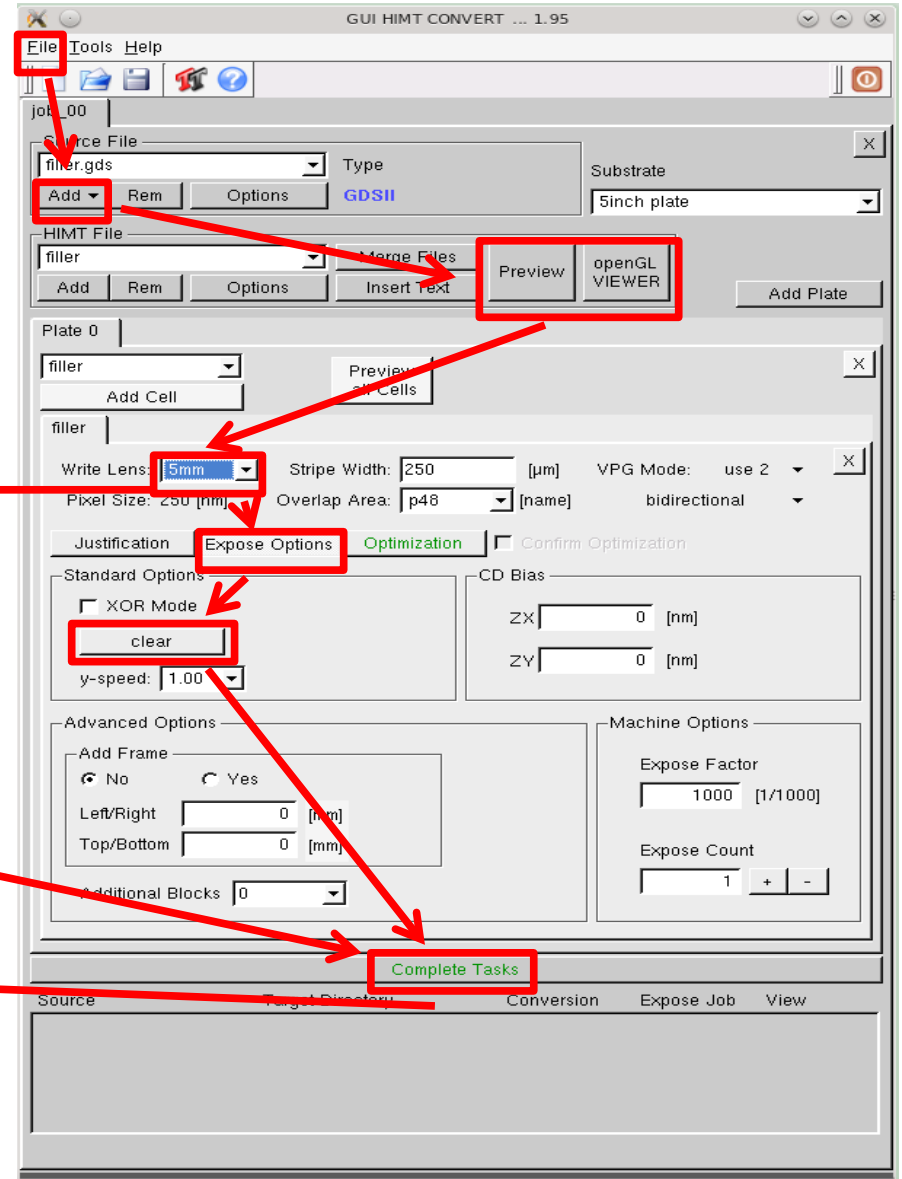 GUI HIMT CONVERT ... 1.95
File Tools Help
job_00
Source File
filler.gds Type
Substrate
Add Rem Options GDSII
5inch plate
HIMT File
filler Merge Files
Preview openGL VIEWER
Add Rem Options Insert Text
Add Plate
Plate 0
filler
Preview all Cells
Add Cell
filler
Write Lens: 5mm Stripe Width: 250 [µm] VPG Mode: use 2
Pixel Size: 250 [nm] Overlap Area: p48 [name] bidirectional
Justification Expose Options Optimization Confirm Optimization
Standard Options
XOR Mode
clear
y-speed: 1.00
CD Bias
ZX 0 [nm]
ZY 0 [nm]
Advanced Options
Add Frame
No Yes
Left/Right 0 [mm]
Top/Bottom 0 [mm]
Additional Blocks 0
Machine Options
Expose Factor
1000 [1/1000]
Expose Count
1 + -
Complete Tasks
Source Target Directory Conversion Expose Job View